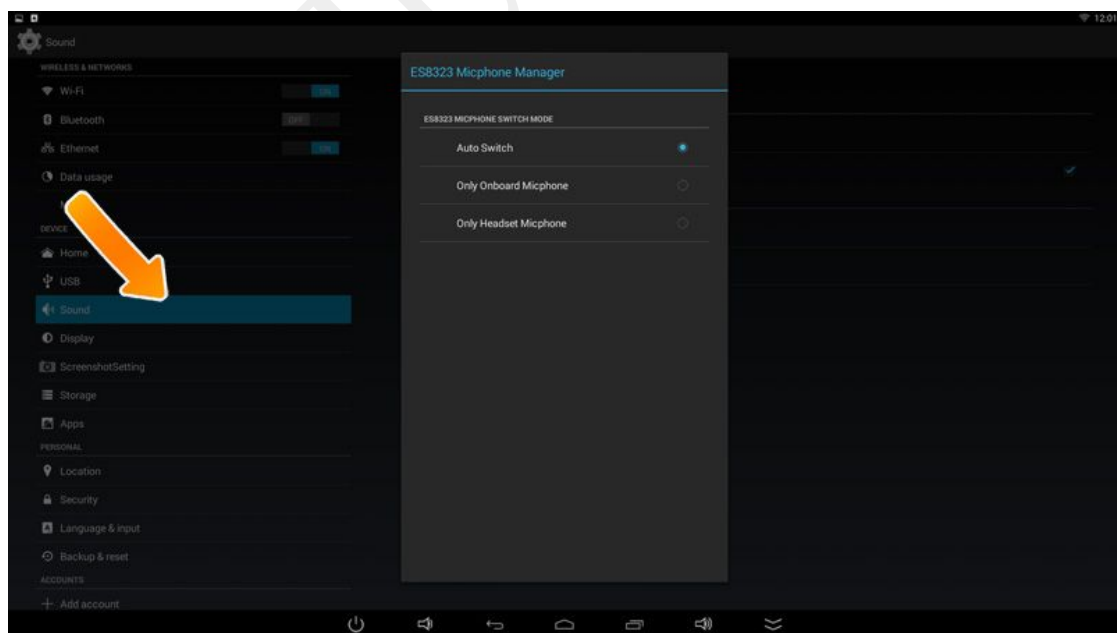 12:01
Sound
WIRELESS & NETWORKS
Wi-Fi ON
Bluetooth OFF
Ethernet ON
Data usage
DEVICE
Home
USB
Sound
Display
ScreenshotSetting
Storage
Apps
PERSONAL
Location
Security
Language & input
Backup & reset
ACCOUNTS
Add account
ES8323 Micphone Manager
ES8323 MICPHONE SWITCH MODE
Auto Switch
Only Onboard Micphone
Only Headset Micphone